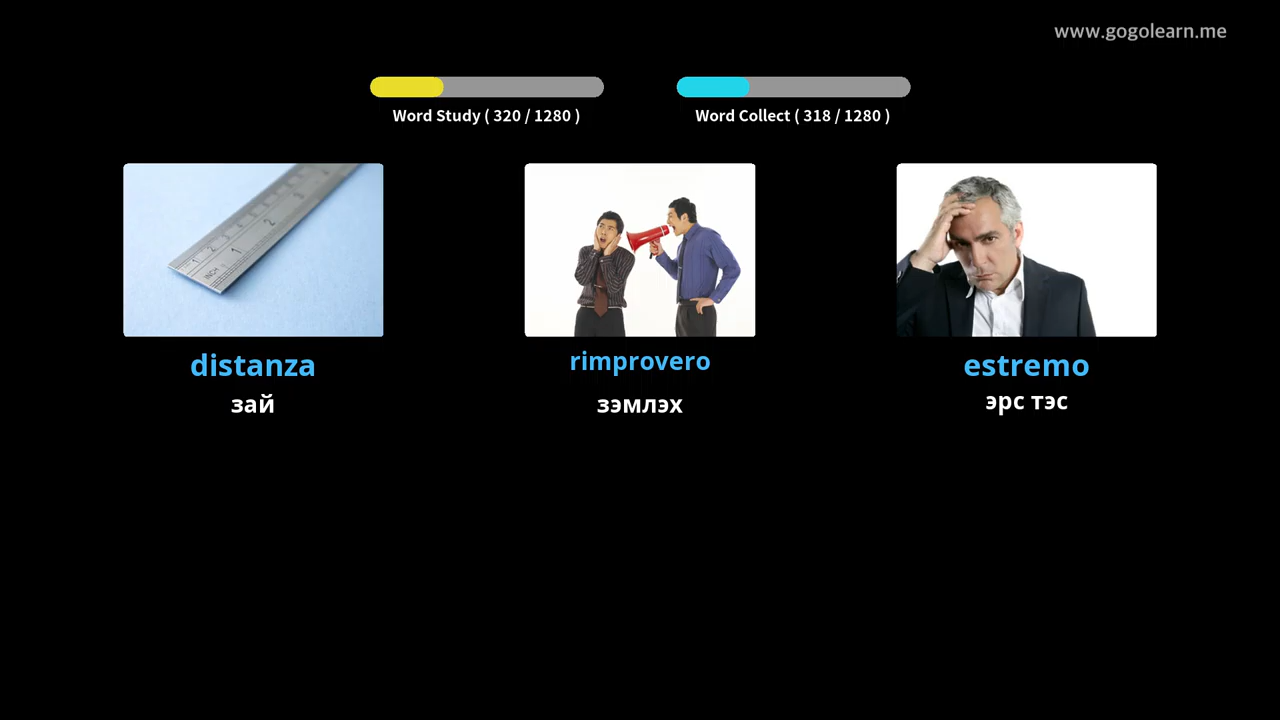 www.gogolearn.me
Word Study ( 320 / 1280 )
Word Collect ( 318 / 1280 )
distanza
rimprovero
estremo
зай
зэмлэх
эрс тэс